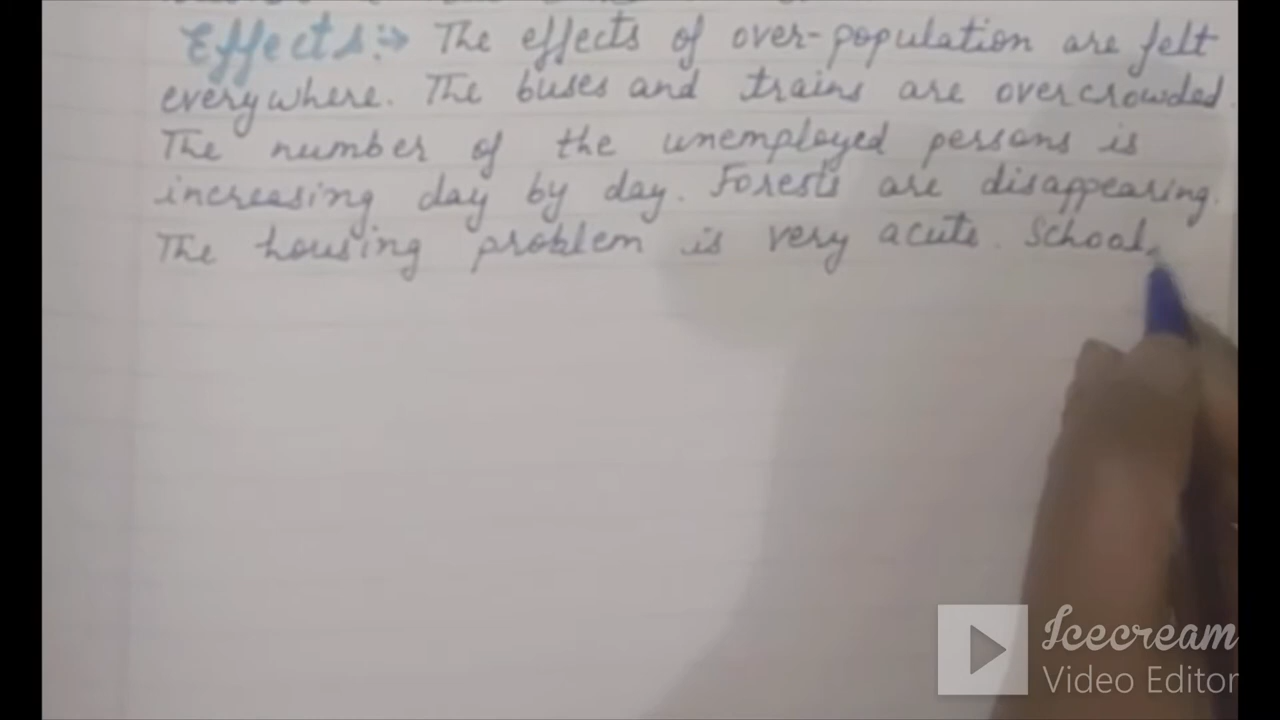 Effects:→ The effects of over-population are felt
everywhere. The buses and trains are overcrowded.
The number of the unemployed persons is
increasing day by day. Forests are disappearing.
The housing problem is very acute. School
Icecream
Video Editor